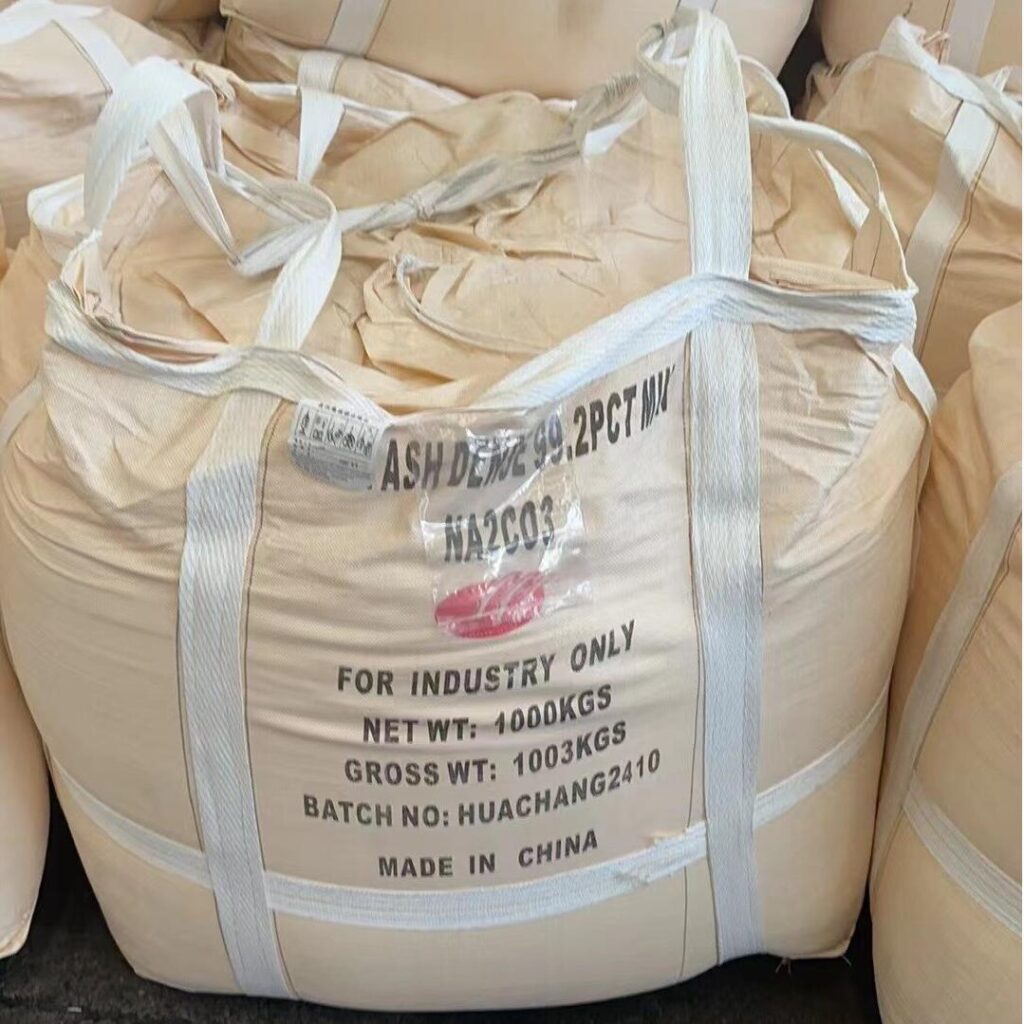 ASH DENSE 99.2PCT MIN
NA2CO3
FOR INDUSTRY ONLY
NET WT: 1000KGS
GROSS WT: 1003KGS
BATCH NO: HUACHANG2410
MADE IN CHINA